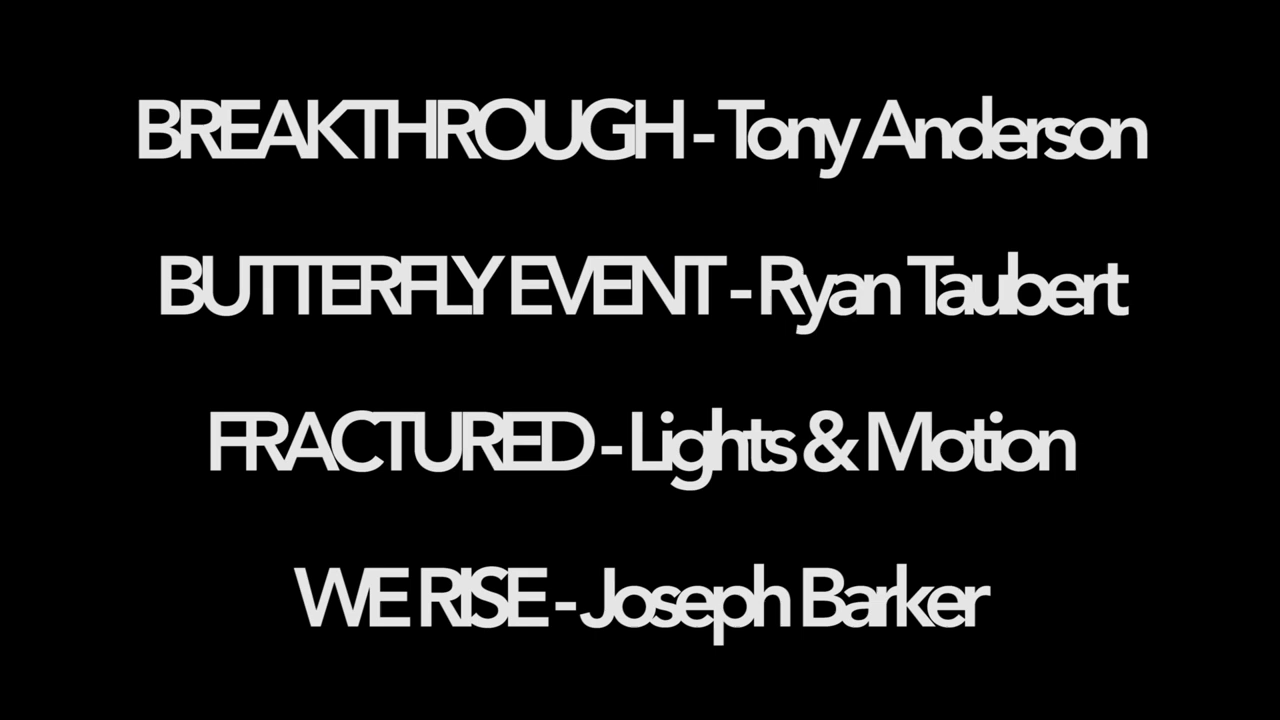 BREAKTHROUGH - Tony Anderson
BUTTERFLY EVENT - Ryan Taubert
FRACTURED - Lights & Motion
WE RISE - Joseph Barker